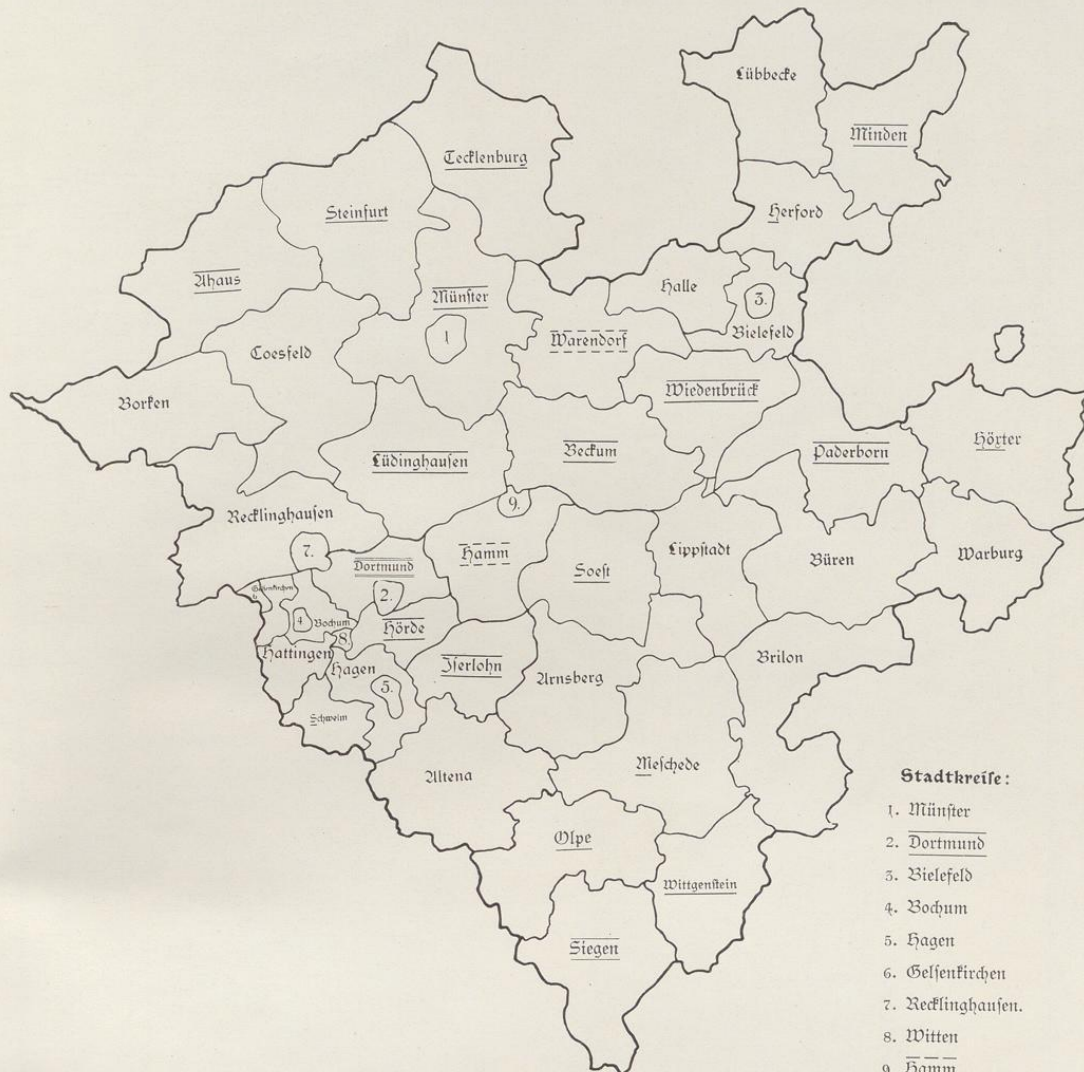 Lübbecke
Minden
Tecklenburg
Steinfurt
Herford
Ahaus
Münster
Halle
3.
Bielefeld
1
Warendorf
Coesfeld
Wiedenbrück
Borken
Höxter
Beckum
Paderborn
Lüdinghausen
9.
Recklinghausen
7.
Hamm
Lippstadt
Warburg
Büren
Dortmund
Soest
Gelsenkirchen
6
2.
4.
Bochum
Hörde
8.
Hattingen
Hagen
Iserlohn
Brilon
Arnsberg
5.
Schwelm
Meschede
Altena
Olpe
Wittgenstein
Siegen
Stadtkreise:
1. Münster
2. Dortmund
3. Bielefeld
4. Bochum
5. Hagen
6. Gelsenkirchen
7. Recklinghausen.
8. Witten
9. Hamm